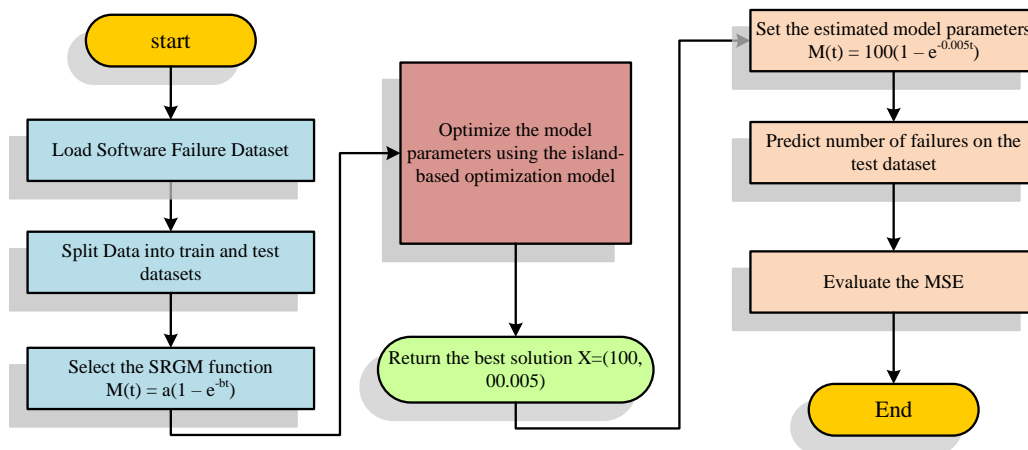 start
Load Software Failure Dataset
Split Data into train and test
datasets
Select the SRGM function
M(t) = a(1 – e^-bt)
Optimize the model
parameters using the island-
based optimization model
Return the best solution X=(100,
00.005)
Set the estimated model parameters
M(t) = 100(1 – e^-0.005t)
Predict number of failures on the
test dataset
Evaluate the MSE
End